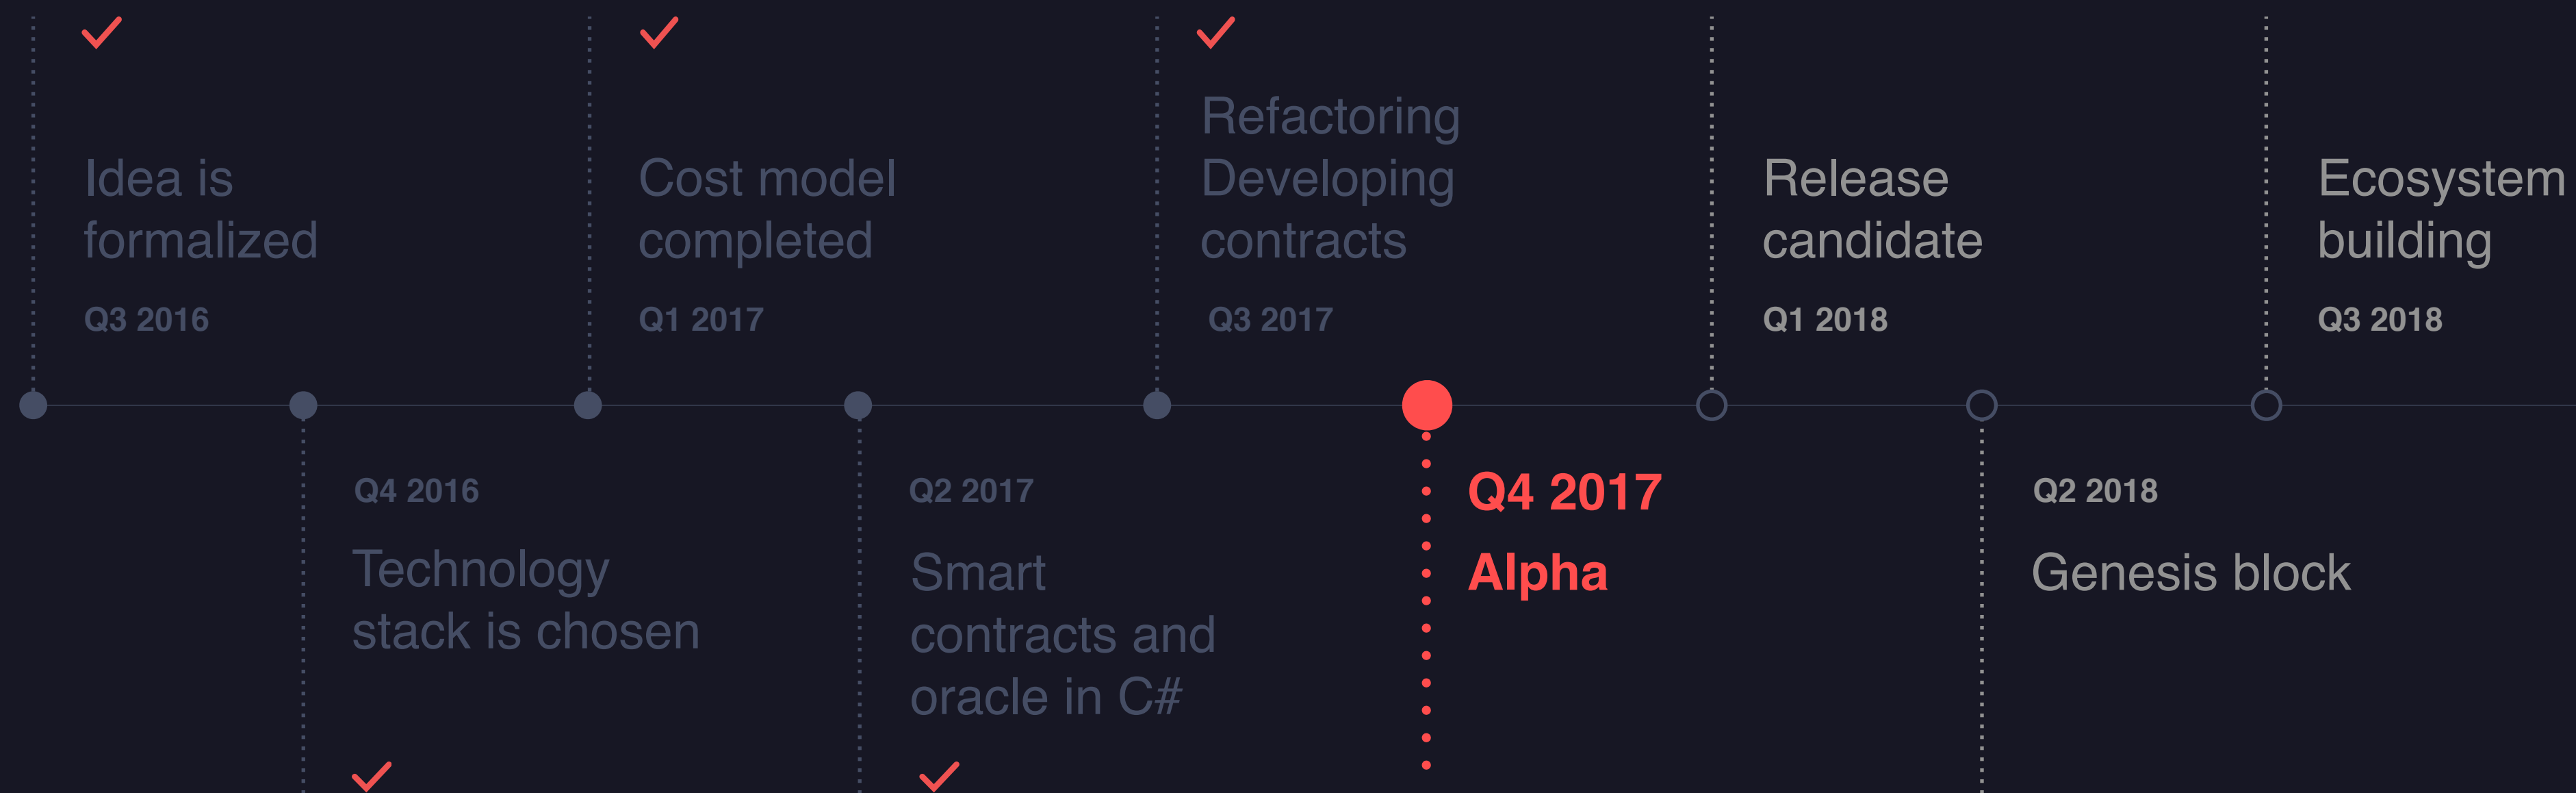 Idea is
formalized
Q3 2016
Q4 2016
Technology
stack is chosen
Cost model
completed
Q1 2017
Q2 2017
Smart
contracts and
oracle in C#
Refactoring
Developing
contracts
Q3 2017
Q4 2017
Alpha
Release
candidate
Q1 2018
Q2 2018
Genesis block
Ecosystem
building
Q3 2018